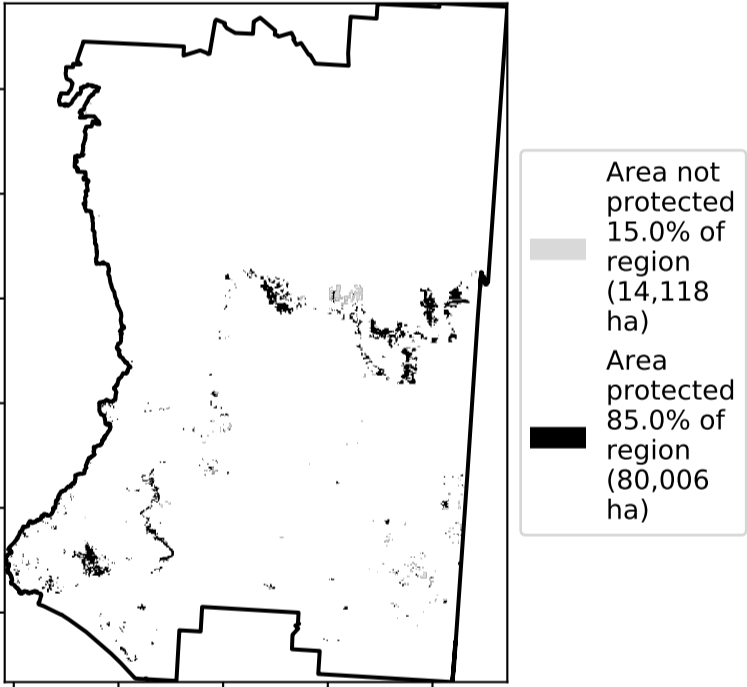 Area not
protected
15.0% of
region
(14,118
ha)
Area
protected
85.0% of
region
(80,006
ha)